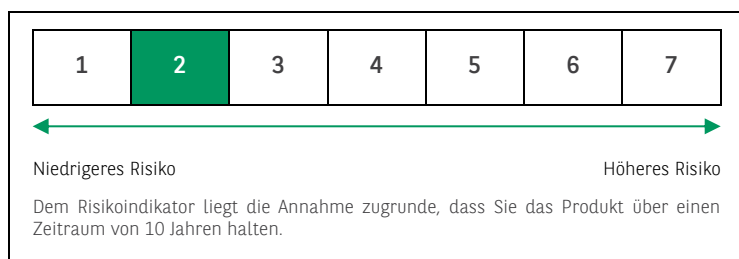 1 2 3 4 5 6 7
Niedrigeres Risiko Höheres Risiko
Dem Risikoindikator liegt die Annahme zugrunde, dass Sie das Produkt über einen
Zeitraum von 10 Jahren halten.